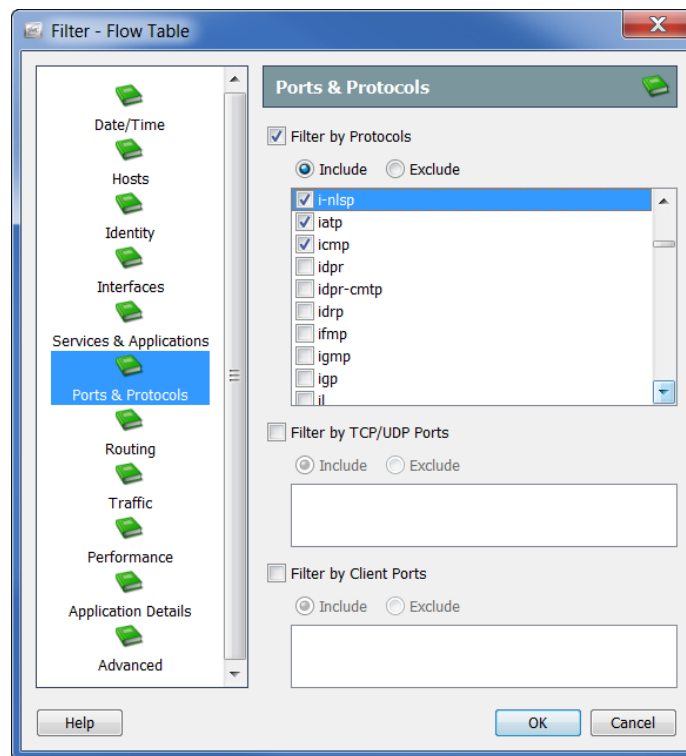 Filter - Flow Table
Date/Time
Hosts
Identity
Interfaces
Services & Applications
Ports & Protocols
Routing
Traffic
Performance
Application Details
Advanced
Ports & Protocols
Filter by Protocols
Include Exclude
i-nlsp
iatp
icmp
idpr
idpr-cmtp
idrp
ifmp
igmp
igp
il
Filter by TCP/UDP Ports
Include Exclude
Filter by Client Ports
Include Exclude
Help OK Cancel